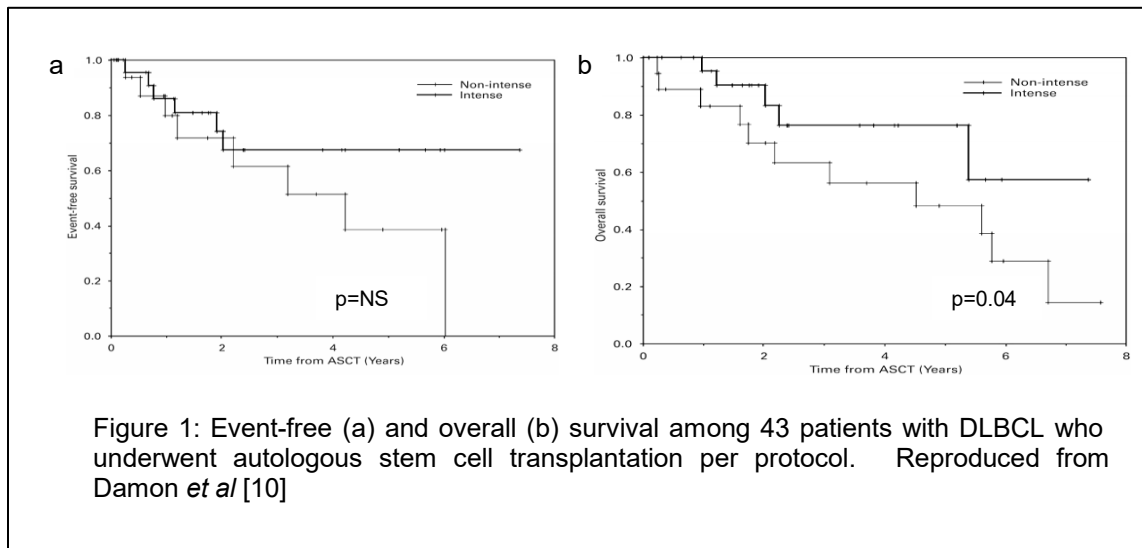 a
Non-intense
Intense
Event-free survival
1.0
0.8
0.6
0.4
0.2
0.0
p=NS
0 2 4 6 8
Time from ASCT (Years)
b
Non-intense
Intense
Overall survival
1.0
0.8
0.6
0.4
0.2
0.0
p=0.04
0 2 4 6 8
Time from ASCT (Years)
Figure 1: Event-free (a) and overall (b) survival among 43 patients with DLBCL who
underwent autologous stem cell transplantation per protocol. Reproduced from
Damon et al [10]